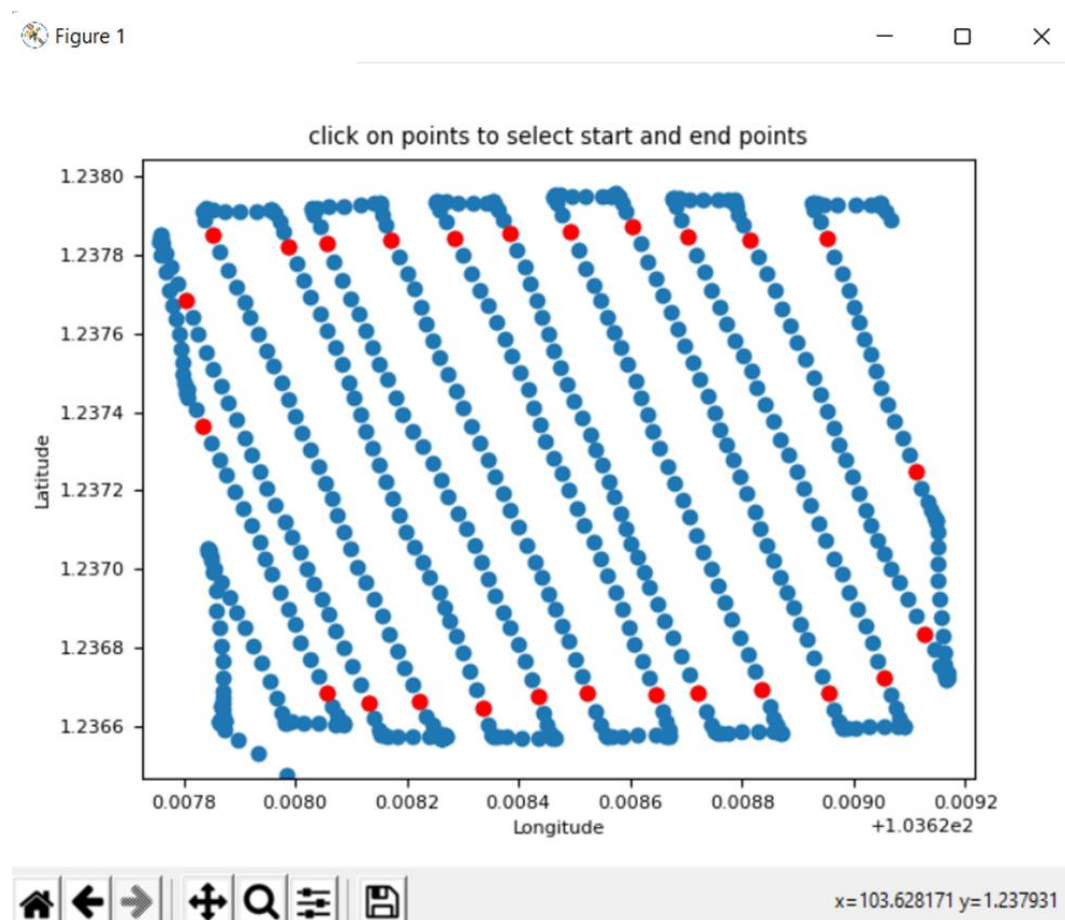 Figure 1
click on points to select start and end points
1.2380
1.2378
1.2376
1.2374
1.2372
1.2370
1.2368
1.2366
Latitude
0.0078 0.0080 0.0082 0.0084 0.0086 0.0088 0.0090 0.0092
Longitude
+1.0362e2
x=103.628171 y=1.237931